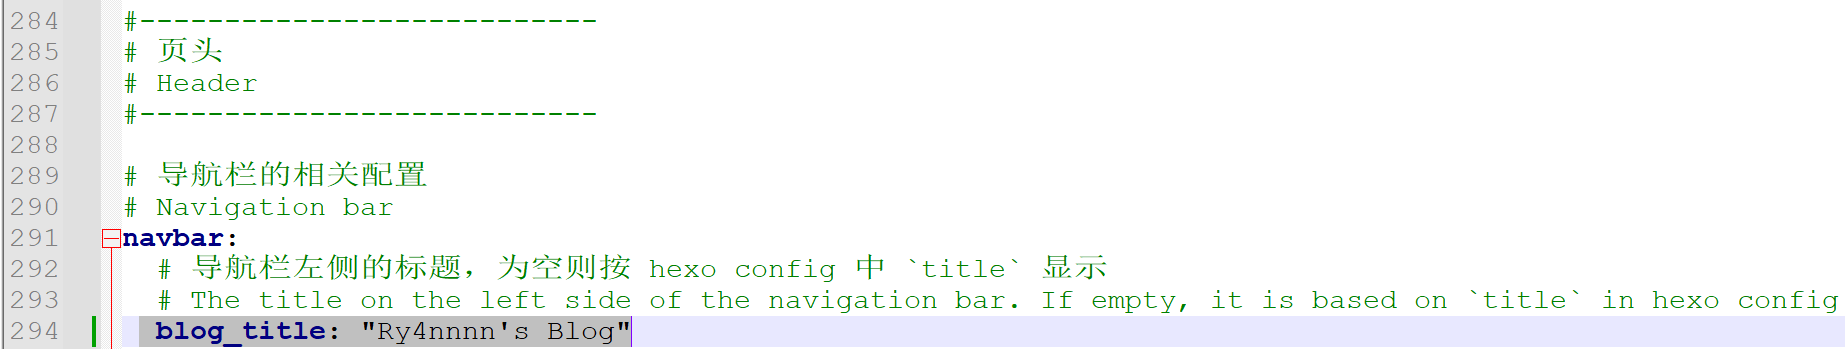 284 #---------------------------
285 # 页头
286 # Header
287 #---------------------------
288
289 # 导航栏的相关配置
290 # Navigation bar
291 navbar:
292 # 导航栏左侧的标题，为空则按 hexo config 中 `title` 显示
293 # The title on the left side of the navigation bar. If empty, it is based on `title` in hexo config
294 blog_title: "Ry4nnnn's Blog"